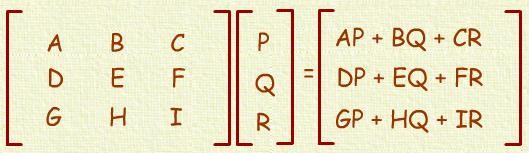 A B C P AP + BQ + CR
D E F Q = DP + EQ + FR
G H I R GP + HQ + IR